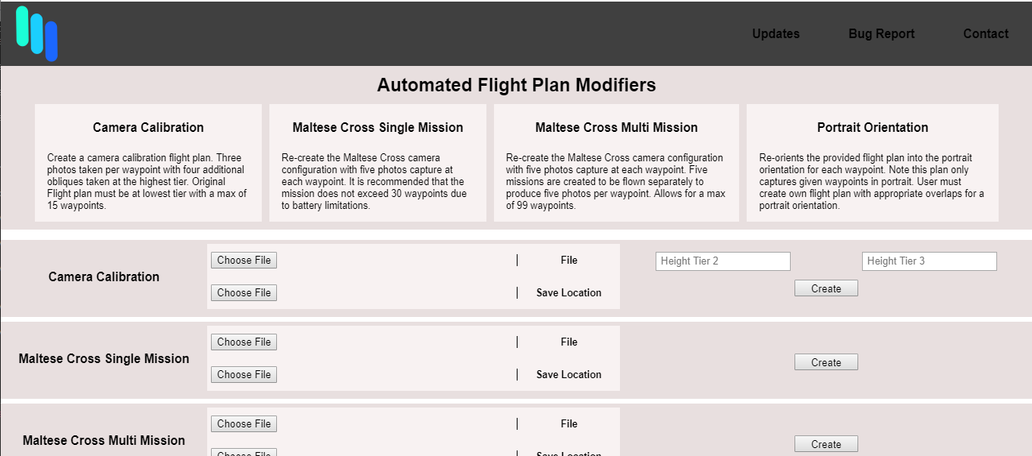 Updates Bug Report Contact
Automated Flight Plan Modifiers
Camera Calibration
Create a camera calibration flight plan. Three
photos taken per waypoint with four additional
obliques taken at the highest tier. Original
Flight plan must be at lowest tier with a max of
15 waypoints.
Maltese Cross Single Mission
Re-create the Maltese Cross camera
configuration with five photos capture at
each waypoint. It is recommended that the
mission does not exceed 30 waypoints due
to battery limitations.
Maltese Cross Multi Mission
Re-create the Maltese Cross camera configuration
with five photos capture at each waypoint. Five
missions are created to be flown separately to
produce five photos per waypoint. Allows for a max
of 99 waypoints.
Portrait Orientation
Re-orients the provided flight plan into the portrait
orientation for each waypoint. Note this plan only
captures given waypoints in portrait. User must
create own flight plan with appropriate overlaps for a
portrait orientation.
Camera Calibration
Choose File | File
Choose File | Save Location
Height Tier 2 Height Tier 3
Create
Maltese Cross Single Mission
Choose File | File
Choose File | Save Location
Create
Maltese Cross Multi Mission
Choose File | File
Choose File | Save Location
Create